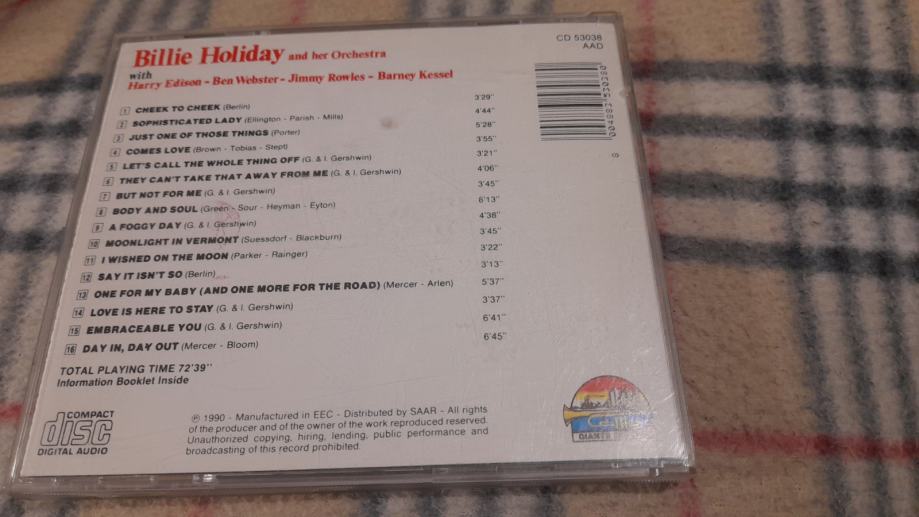 Billie Holiday and her Orchestra
with
Harry Edison - Ben Webster - Jimmy Rowles - Barney Kessel
CD 53038
AAD
1 CHEEK TO CHEEK (Berlin) 3'29"
2 SOPHISTICATED LADY (Ellington - Parish - Mills) 4'44"
3 JUST ONE OF THOSE THINGS (Porter) 5'28"
4 COMES LOVE (Brown - Tobias - Stept) 3'55"
5 LET'S CALL THE WHOLE THING OFF (G. & I. Gershwin) 3'21"
6 THEY CAN'T TAKE THAT AWAY FROM ME (G. & I. Gershwin) 4'06"
7 BUT NOT FOR ME (G. & I. Gershwin) 3'45"
8 BODY AND SOUL (Green - Sour - Heyman - Eyton) 6'13"
9 A FOGGY DAY (G. & I. Gershwin) 4'38"
10 MOONLIGHT IN VERMONT (Suessdorf - Blackburn) 3'45"
11 I WISHED ON THE MOON (Parker - Rainger) 3'22"
12 SAY IT ISN'T SO (Berlin) 3'13"
13 ONE FOR MY BABY (AND ONE MORE FOR THE ROAD) (Mercer - Arlen) 5'37"
14 LOVE IS HERE TO STAY (G. & I. Gershwin) 3'37"
15 EMBRACEABLE YOU (G. & I. Gershwin) 6'41"
16 DAY IN, DAY OUT (Mercer - Bloom) 6'45"
TOTAL PLAYING TIME 72'39"
Information Booklet Inside
COMPACT
disc
DIGITAL AUDIO
℗ 1990 - Manufactured in EEC - Distributed by SAAR - All rights
of the producer and of the owner of the work reproduced reserved.
Unauthorized copying, hiring, lending, public performance and
broadcasting of this record prohibited.
GIANTS